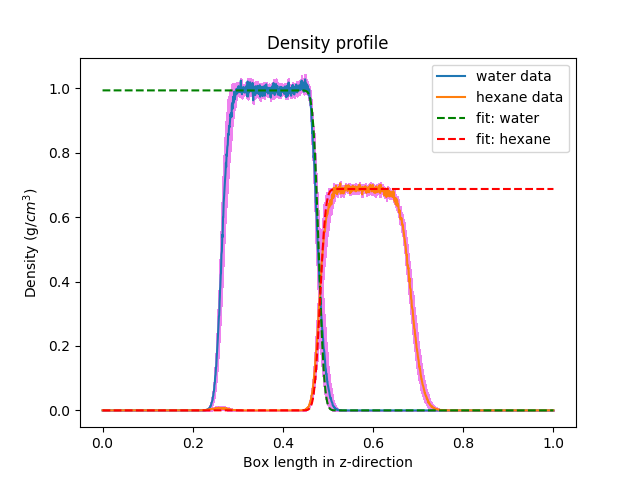 Density profile
water data
hexane data
fit: water
fit: hexane
Density (g/cm³)
1.0
0.8
0.6
0.4
0.2
0.0
0.0 0.2 0.4 0.6 0.8 1.0
Box length in z-direction